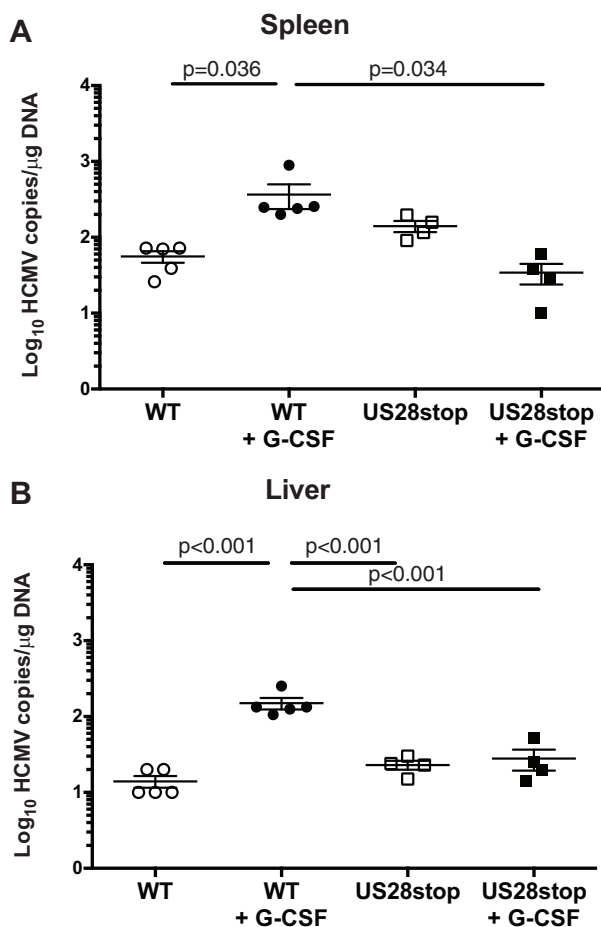 A
Spleen
p=0.036
p=0.034
Log10 HCMV copies/µg DNA
4
3
2
1
0
WT
WT
+ G-CSF
US28stop
US28stop
+ G-CSF
B
Liver
p<0.001
p<0.001
p<0.001
Log10 HCMV copies/µg DNA
4
3
2
1
0
WT
WT
+ G-CSF
US28stop
US28stop
+ G-CSF